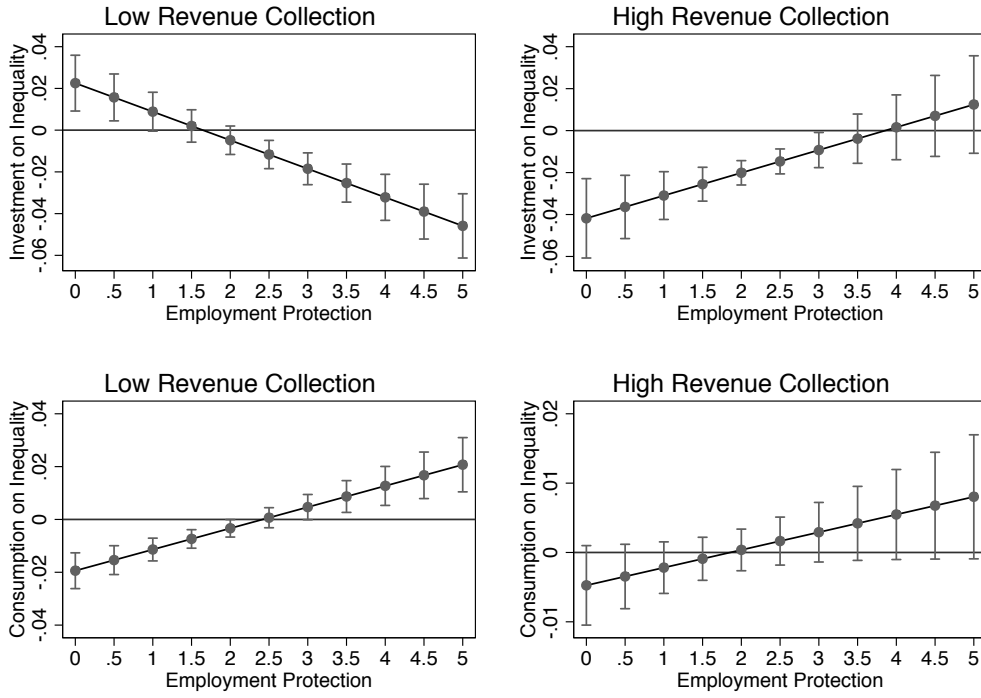 Low Revenue Collection
Investment on Inequality
.04
.02
0
-.02
-.04
-.06
0 .5 1 1.5 2 2.5 3 3.5 4 4.5 5
Employment Protection
High Revenue Collection
Investment on Inequality
.04
.02
0
-.02
-.04
-.06
0 .5 1 1.5 2 2.5 3 3.5 4 4.5 5
Employment Protection
Low Revenue Collection
Consumption on Inequality
.04
.02
0
-.02
-.04
0 .5 1 1.5 2 2.5 3 3.5 4 4.5 5
Employment Protection
High Revenue Collection
Consumption on Inequality
.02
.01
0
-.01
0 .5 1 1.5 2 2.5 3 3.5 4 4.5 5
Employment Protection